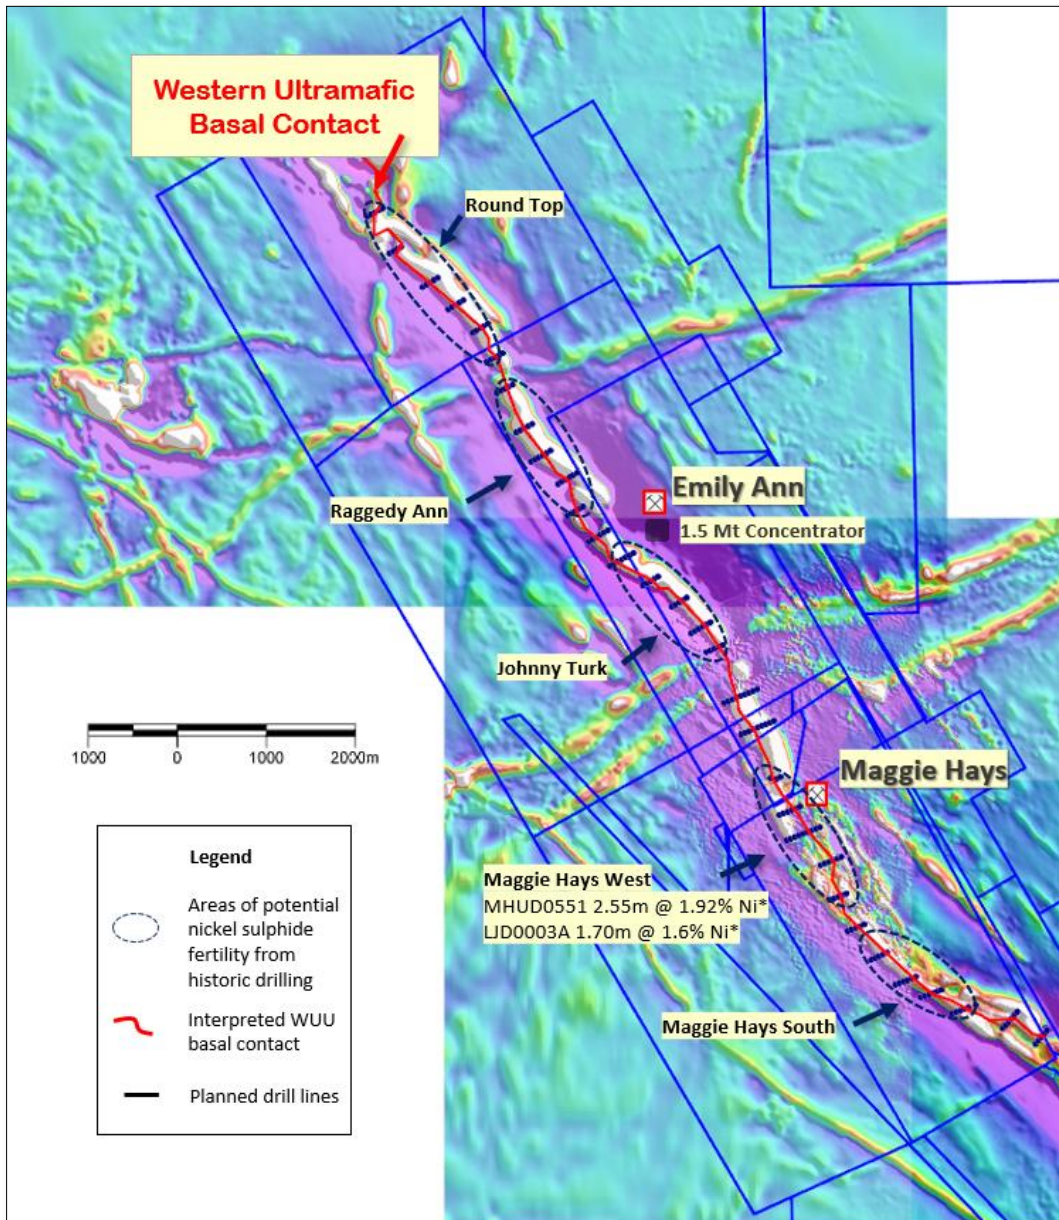 Western Ultramafic
Basal Contact
Round Top
Raggedy Ann
Emily Ann
1.5 Mt Concentrator
Johnny Turk
1000 0 1000 2000m
Maggie Hays
Maggie Hays West
MHUD0551 2.55m @ 1.92% Ni*
LJD0003A 1.70m @ 1.6% Ni*
Maggie Hays South
Legend
Areas of potential
nickel sulphide
fertility from
historic drilling
Interpreted WUU
basal contact
Planned drill lines